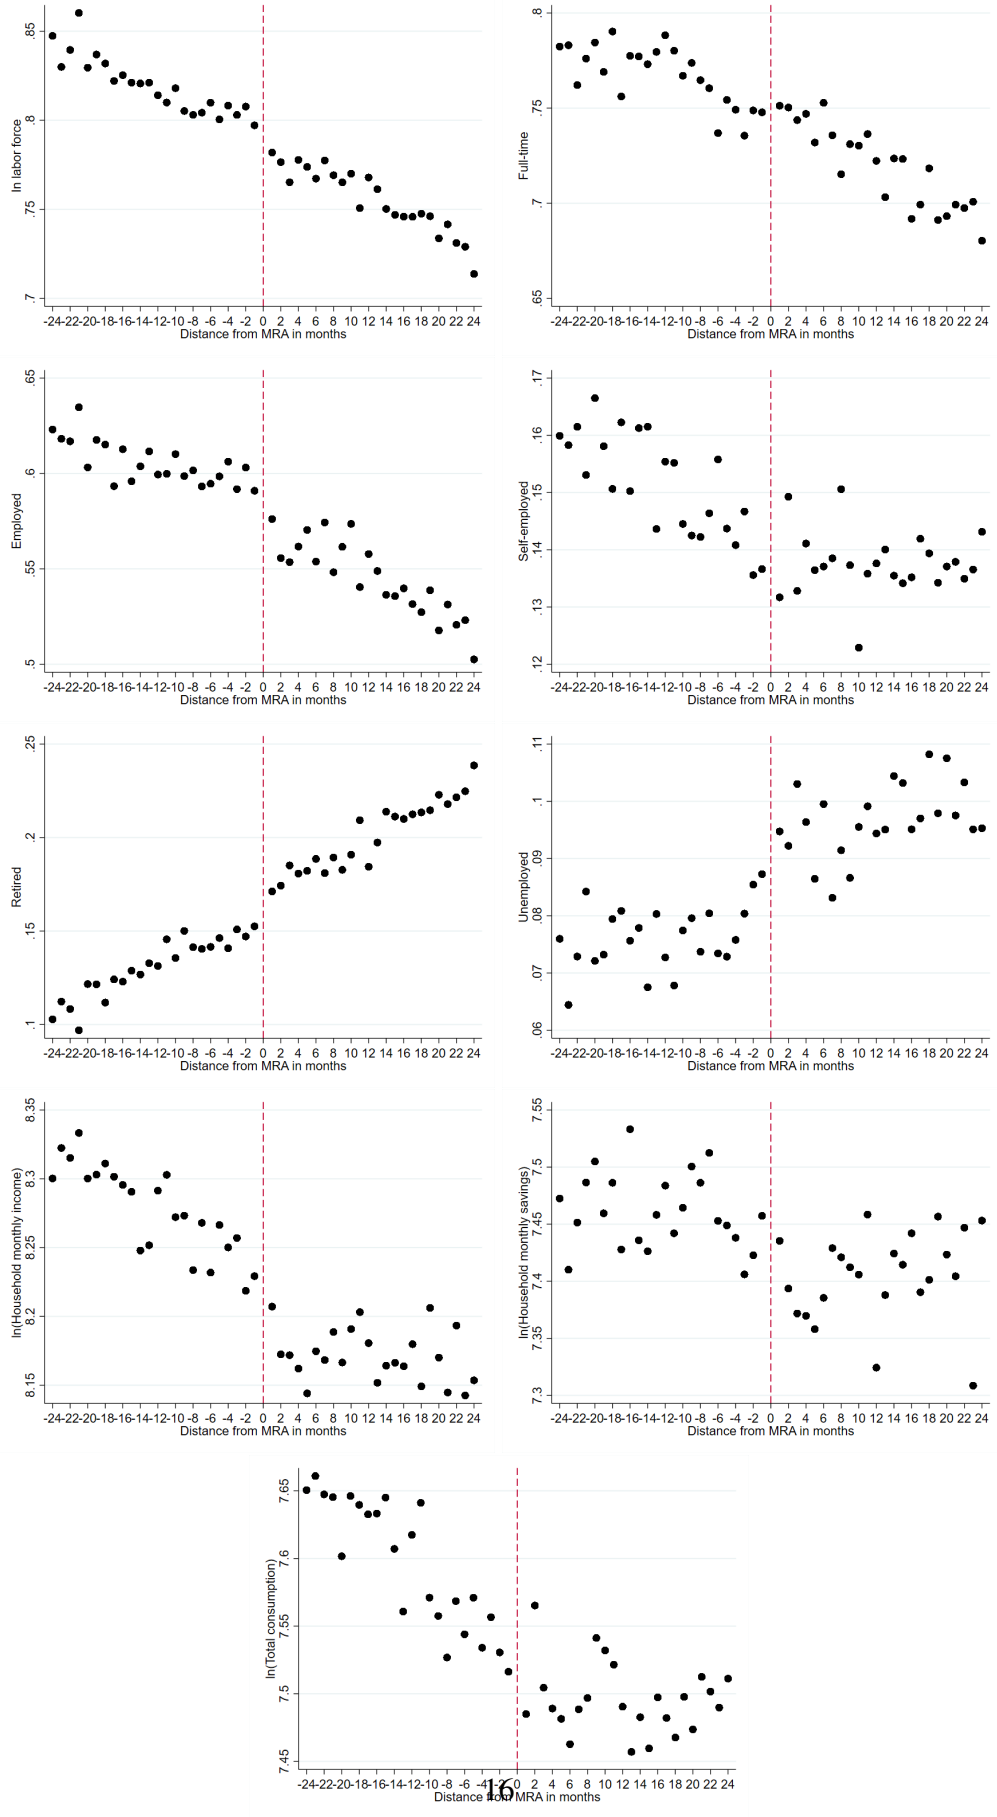 In labor force
.85
.8
.75
.7
-24-22-20-18-16-14-12-10 -8 -6 -4 -2 0 2 4 6 8 10 12 14 16 18 20 22 24
Distance from MRA in months
Full-time
.8
.75
.7
.65
-24-22-20-18-16-14-12-10 -8 -6 -4 -2 0 2 4 6 8 10 12 14 16 18 20 22 24
Distance from MRA in months
Employed
.65
.6
.55
.5
-24-22-20-18-16-14-12-10 -8 -6 -4 -2 0 2 4 6 8 10 12 14 16 18 20 22 24
Distance from MRA in months
Self-employed
.17
.16
.15
.14
.13
.12
-24-22-20-18-16-14-12-10 -8 -6 -4 -2 0 2 4 6 8 10 12 14 16 18 20 22 24
Distance from MRA in months
Retired
.25
.2
.15
.1
-24-22-20-18-16-14-12-10 -8 -6 -4 -2 0 2 4 6 8 10 12 14 16 18 20 22 24
Distance from MRA in months
Unemployed
.11
.1
.09
.08
.07
.06
-24-22-20-18-16-14-12-10 -8 -6 -4 -2 0 2 4 6 8 10 12 14 16 18 20 22 24
Distance from MRA in months
ln(Household monthly income)
8.35
8.3
8.25
8.2
8.15
-24-22-20-18-16-14-12-10 -8 -6 -4 -2 0 2 4 6 8 10 12 14 16 18 20 22 24
Distance from MRA in months
ln(Household monthly savings)
7.55
7.5
7.45
7.4
7.35
7.3
-24-22-20-18-16-14-12-10 -8 -6 -4 -2 0 2 4 6 8 10 12 14 16 18 20 22 24
Distance from MRA in months
ln(Total consumption)
7.65
7.6
7.55
7.5
7.45
-24-22-20-18-16-14-12-10 -8 -6 -4 -2 0 2 4 6 8 10 12 14 16 18 20 22 24
Distance from MRA in months
16